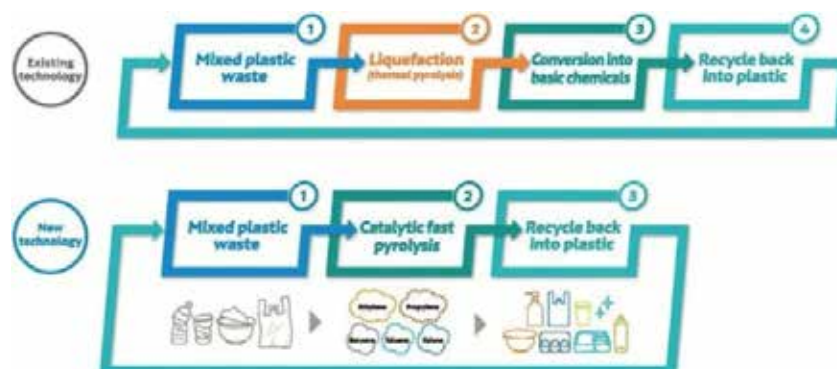 Existing
technology
1
Mixed plastic
waste
2
Liquefaction
(thermal pyrolysis)
3
Conversion into
basic chemicals
4
Recycle back
into plastic
New
technology
1
Mixed plastic
waste
2
Catalytic fast
pyrolysis
3
Recycle back
into plastic
Ethylene
Propylene
Benzene
Toluene
Xylene